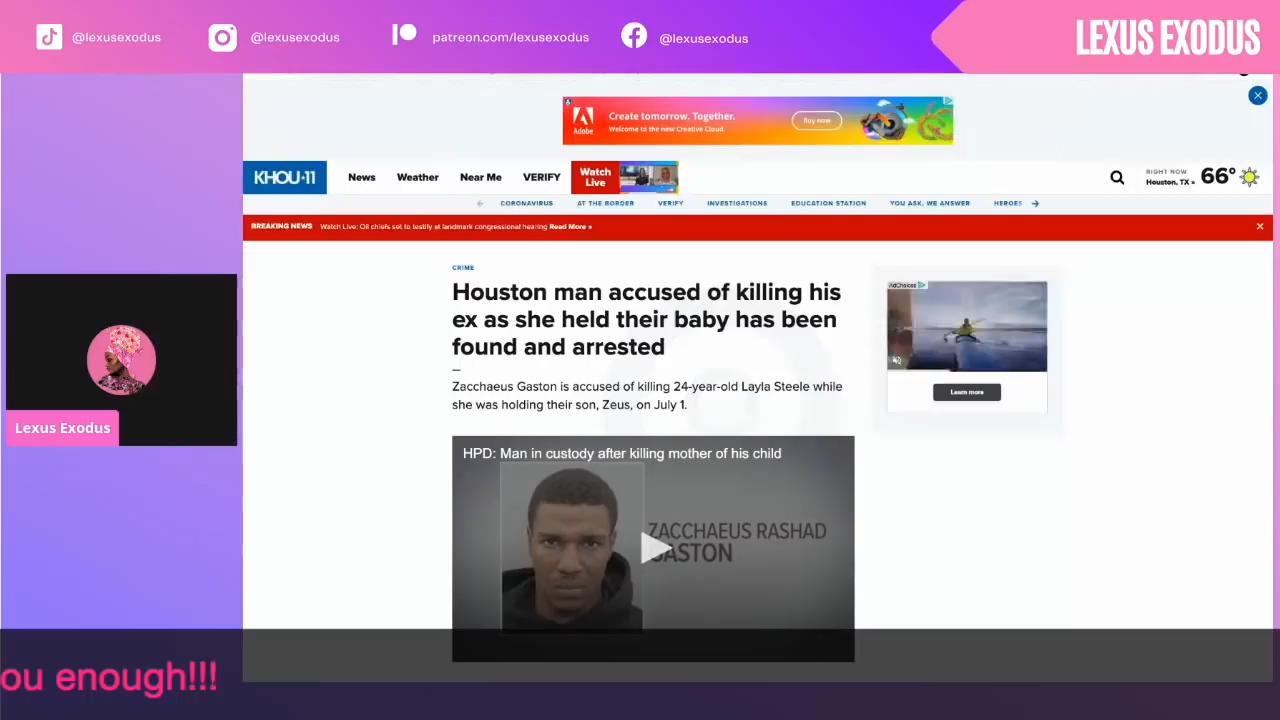 @lexusexodus
@lexusexodus
patreon.com/lexusexodus
@lexusexodus
LEXUS EXODUS
Adobe
Create tomorrow. Together.
Welcome to the new Creative Cloud.
Buy now
KHOU 11
News
Weather
Near Me
VERIFY
Watch
Live
RIGHT NOW
Houston, TX »
66°
CORONAVIRUS
AT THE BORDER
VERIFY
INVESTIGATIONS
EDUCATION STATION
YOU ASK, WE ANSWER
HEROES
BREAKING NEWS
Watch Live: Oil chiefs set to testify at landmark congressional hearing Read More »
CRIME
Houston man accused of killing his
ex as she held their baby has been
found and arrested
Zacchaeus Gaston is accused of killing 24-year-old Layla Steele while
she was holding their son, Zeus, on July 1.
AdChoices
Learn more
HPD: Man in custody after killing mother of his child
ZACCHAEUS RASHAD
GASTON
Lexus Exodus
ou enough!!!